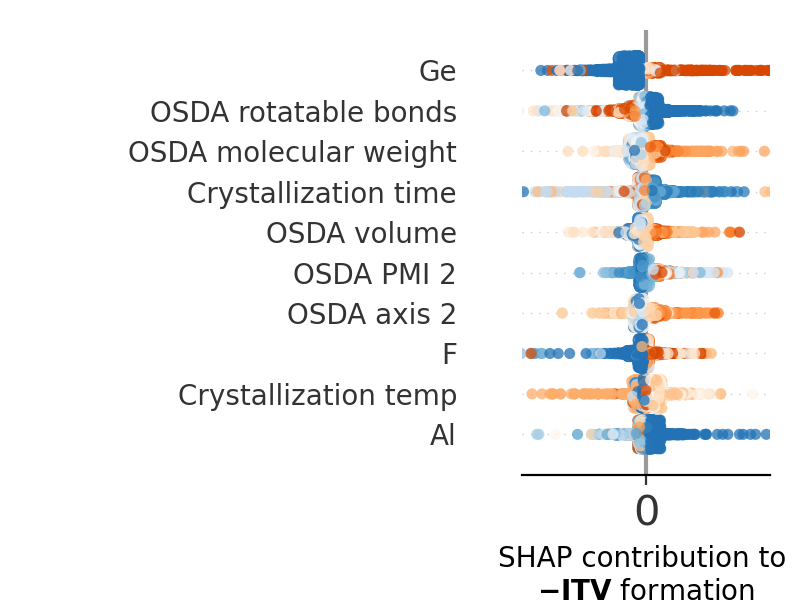 Ge
OSDA rotatable bonds
OSDA molecular weight
Crystallization time
OSDA volume
OSDA PMI 2
OSDA axis 2
F
Crystallization temp
Al
0
SHAP contribution to
−ITV formation